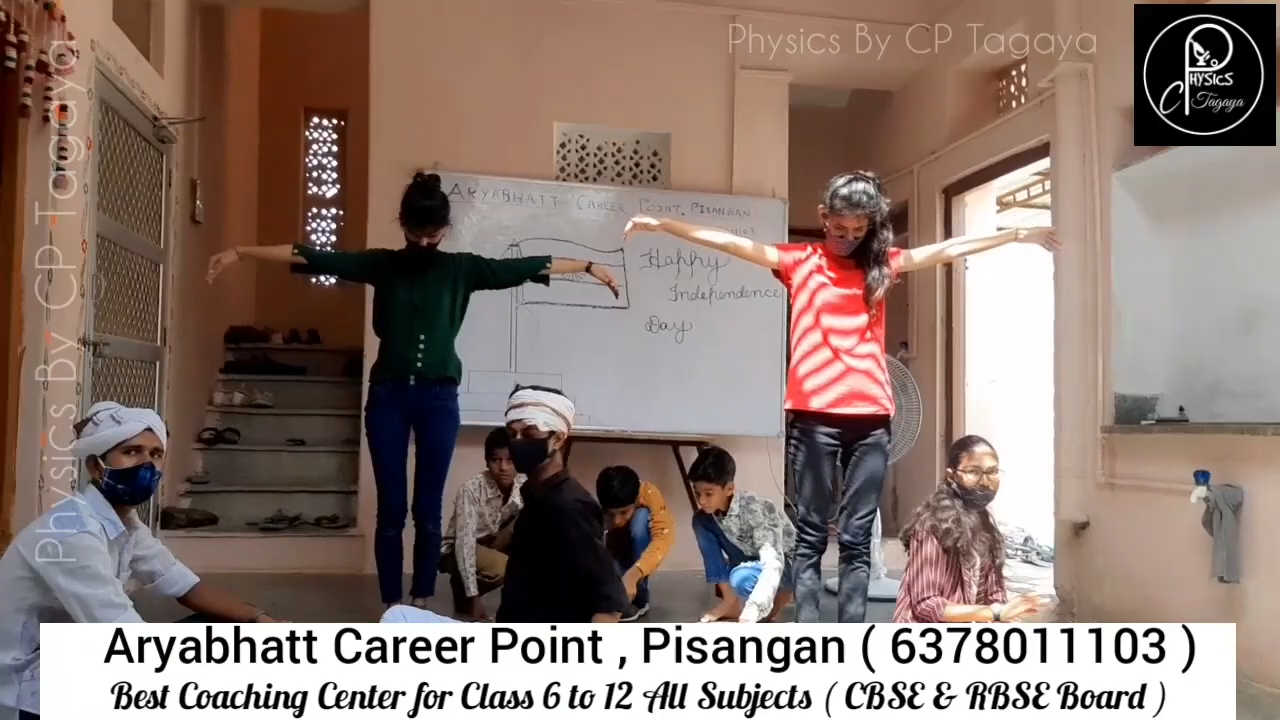 Physics By CP Tagaya
PHYSICS
C Tagaya
Physics By CP Tagaya
ARYABHATT CAREER POINT, PISANGAN
Happy
Independence
Day
Aryabhatt Career Point , Pisangan ( 6378011103 )
Best Coaching Center for Class 6 to 12 All Subjects ( CBSE & RBSE Board )